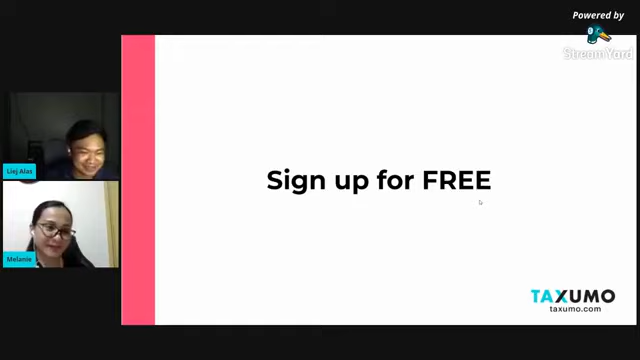 Powered by
StreamYard
Liej Alas
Melanie
Sign up for FREE
TAXUMO
taxumo.com